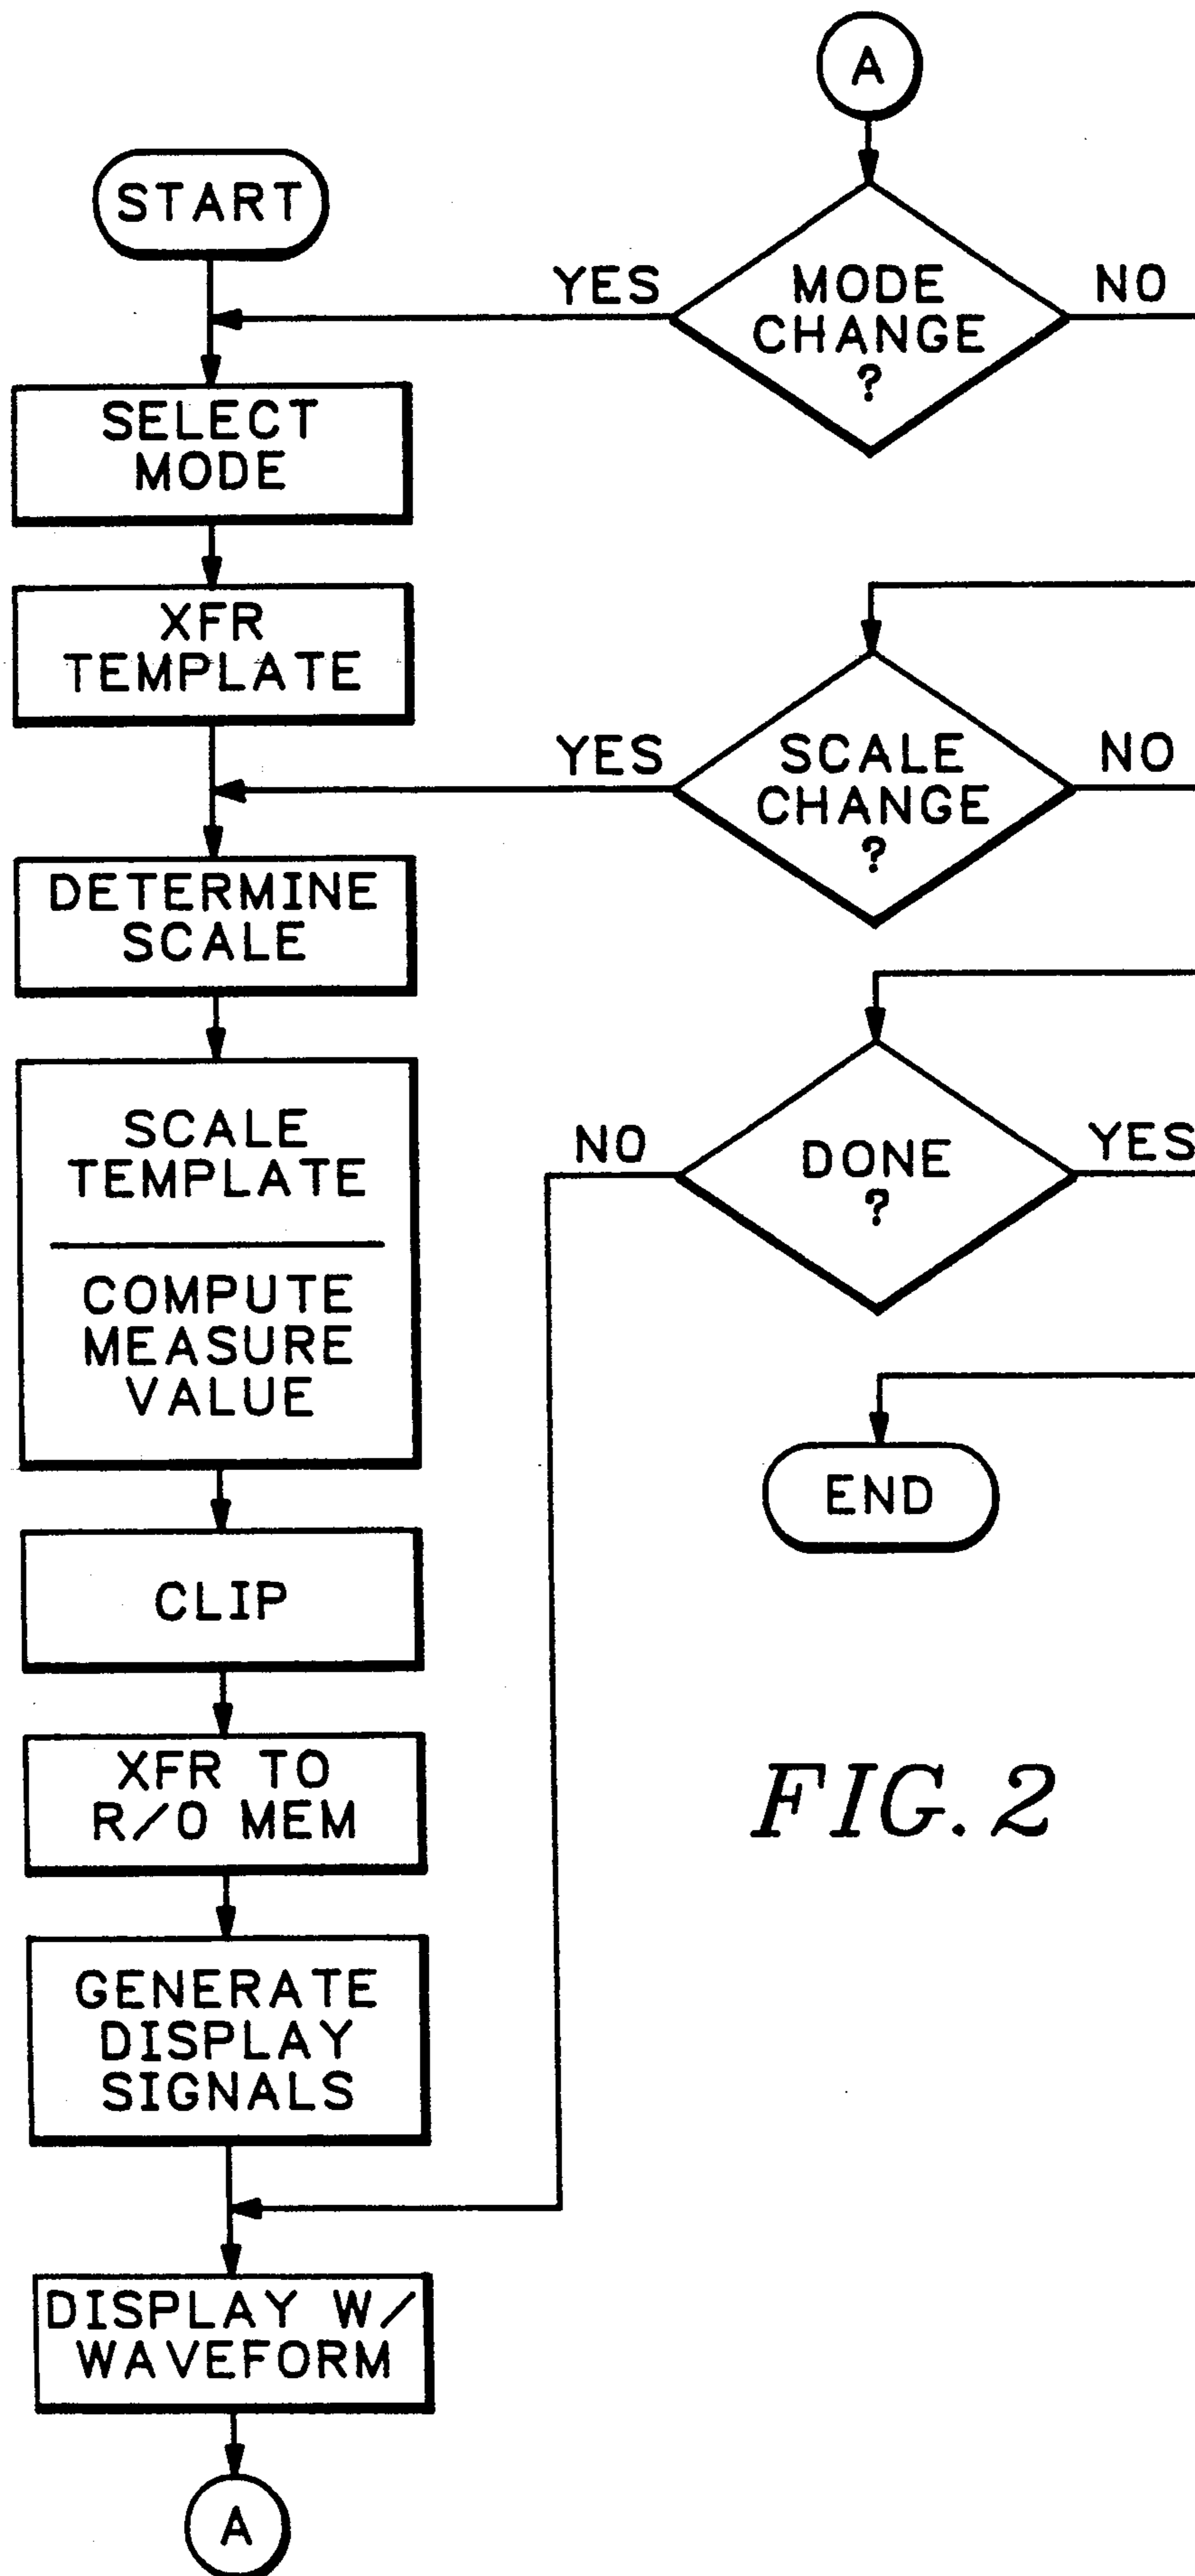 START
SELECT
MODE
XFR
TEMPLATE
DETERMINE
SCALE
SCALE
TEMPLATE
COMPUTE
MEASURE
VALUE
CLIP
XFR TO
R/O MEM
GENERATE
DISPLAY
SIGNALS
DISPLAY W/
WAVEFORM
A
A
YES
MODE
CHANGE
?
NO
YES
SCALE
CHANGE
?
NO
NO
DONE
?
YES
END
FIG. 2